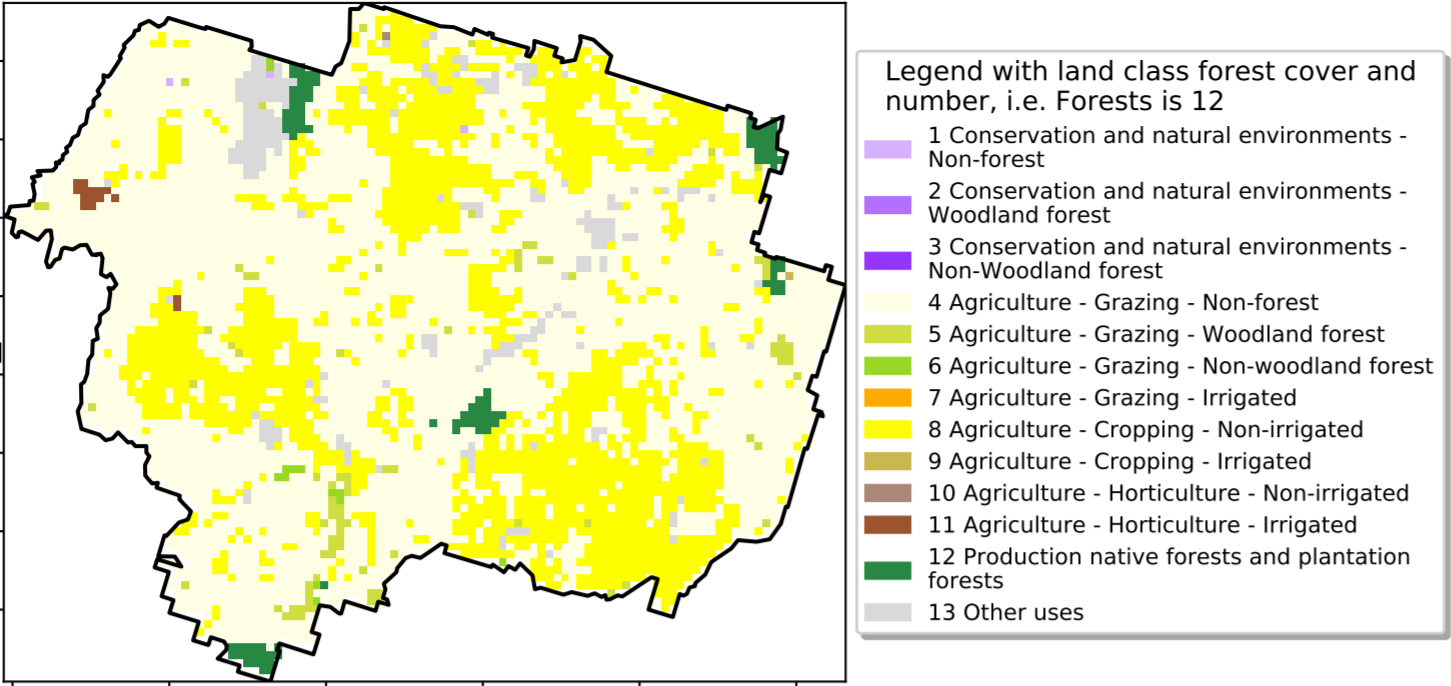 Legend with land class forest cover and
number, i.e. Forests is 12
1 Conservation and natural environments -
Non-forest
2 Conservation and natural environments -
Woodland forest
3 Conservation and natural environments -
Non-Woodland forest
4 Agriculture - Grazing - Non-forest
5 Agriculture - Grazing - Woodland forest
6 Agriculture - Grazing - Non-woodland forest
7 Agriculture - Grazing - Irrigated
8 Agriculture - Cropping - Non-irrigated
9 Agriculture - Cropping - Irrigated
10 Agriculture - Horticulture - Non-irrigated
11 Agriculture - Horticulture - Irrigated
12 Production native forests and plantation
forests
13 Other uses